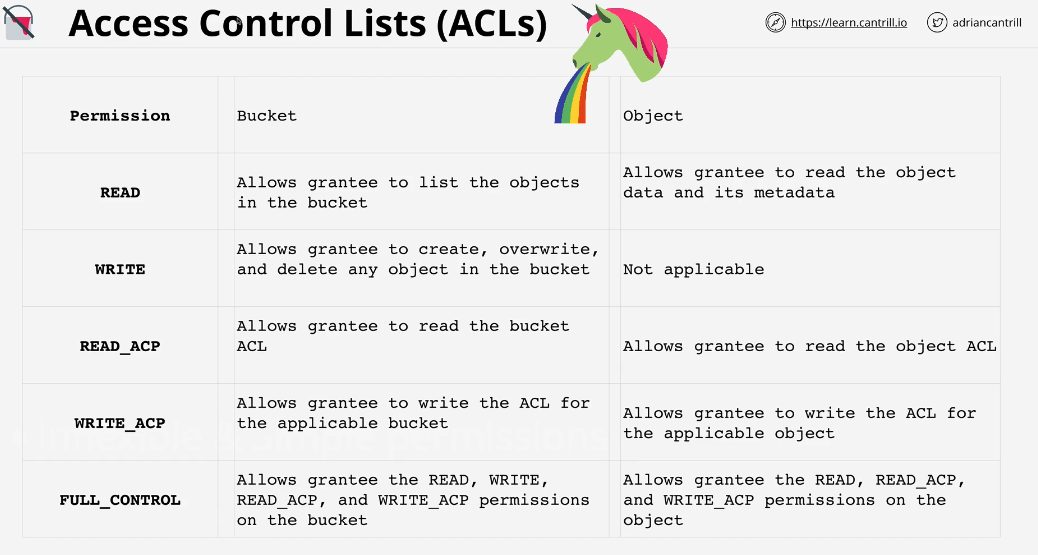 Access Control Lists (ACLs)
https://learn.cantrill.io
adriancantrill
Permission
Bucket
Object
READ
Allows grantee to list the objects
in the bucket
Allows grantee to read the object
data and its metadata
WRITE
Allows grantee to create, overwrite,
and delete any object in the bucket
Not applicable
READ_ACP
Allows grantee to read the bucket
ACL
Allows grantee to read the object ACL
WRITE_ACP
Allows grantee to write the ACL for
the applicable bucket
Allows grantee to write the ACL for
the applicable object
FULL_CONTROL
Allows grantee the READ, WRITE,
READ_ACP, and WRITE_ACP permissions
on the bucket
Allows grantee the READ, READ_ACP,
and WRITE_ACP permissions on the
object